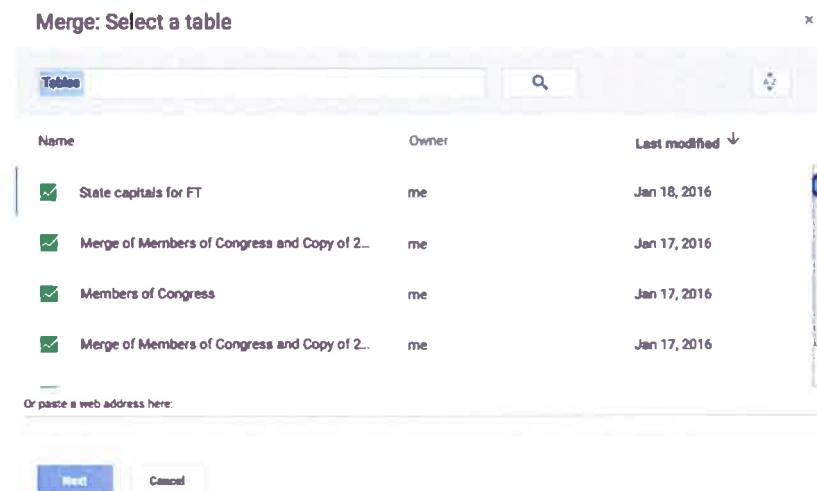 Merge: Select a table ×
Tables
A-Z
Name Owner Last modified ↓
State capitals for FT me Jan 18, 2016
Merge of Members of Congress and Copy of 2... me Jan 17, 2016
Members of Congress me Jan 17, 2016
Merge of Members of Congress and Copy of 2... me Jan 17, 2016
Or paste a web address here:
Next Cancel